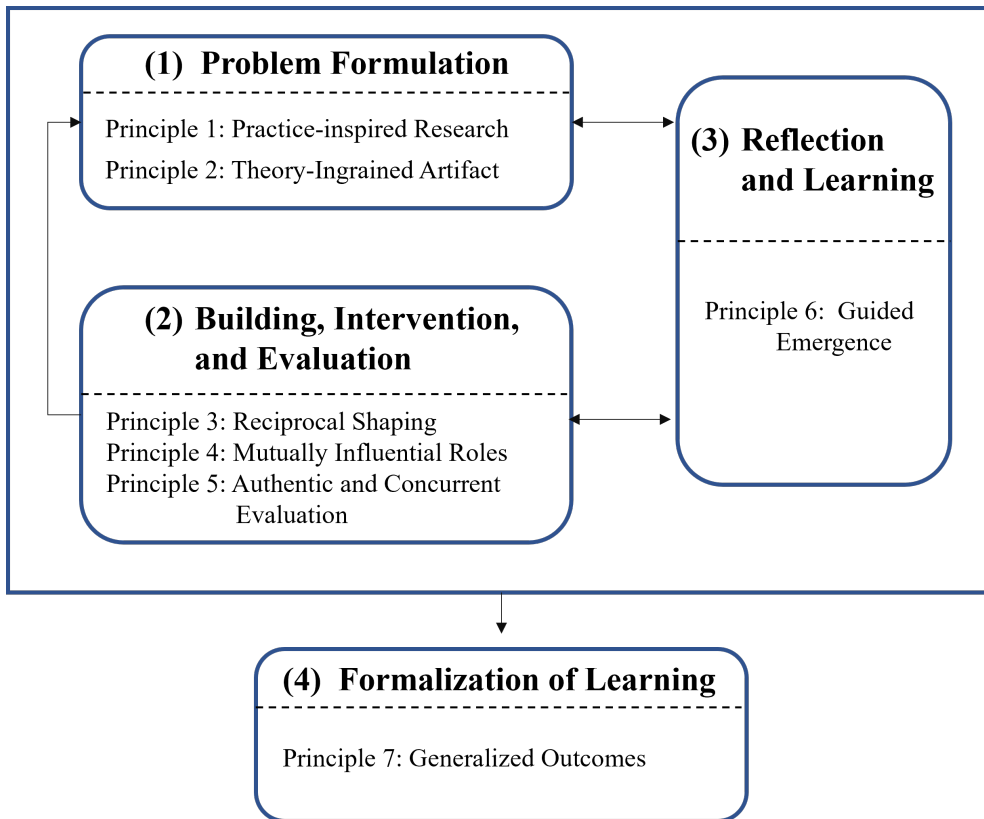 (1) Problem Formulation
Principle 1: Practice-inspired Research
Principle 2: Theory-Ingrained Artifact
(2) Building, Intervention,
and Evaluation
Principle 3: Reciprocal Shaping
Principle 4: Mutually Influential Roles
Principle 5: Authentic and Concurrent
Evaluation
(3) Reflection
and Learning
Principle 6: Guided
Emergence
(4) Formalization of Learning
Principle 7: Generalized Outcomes